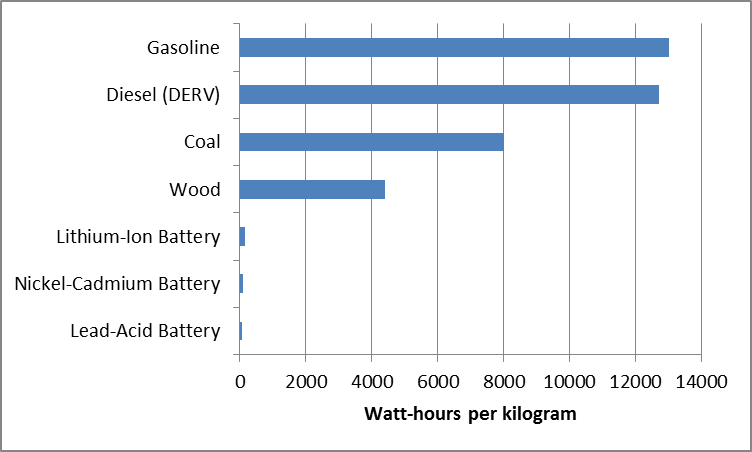 Gasoline
Diesel (DERV)
Coal
Wood
Lithium-Ion Battery
Nickel-Cadmium Battery
Lead-Acid Battery
0 2000 4000 6000 8000 10000 12000 14000
Watt-hours per kilogram